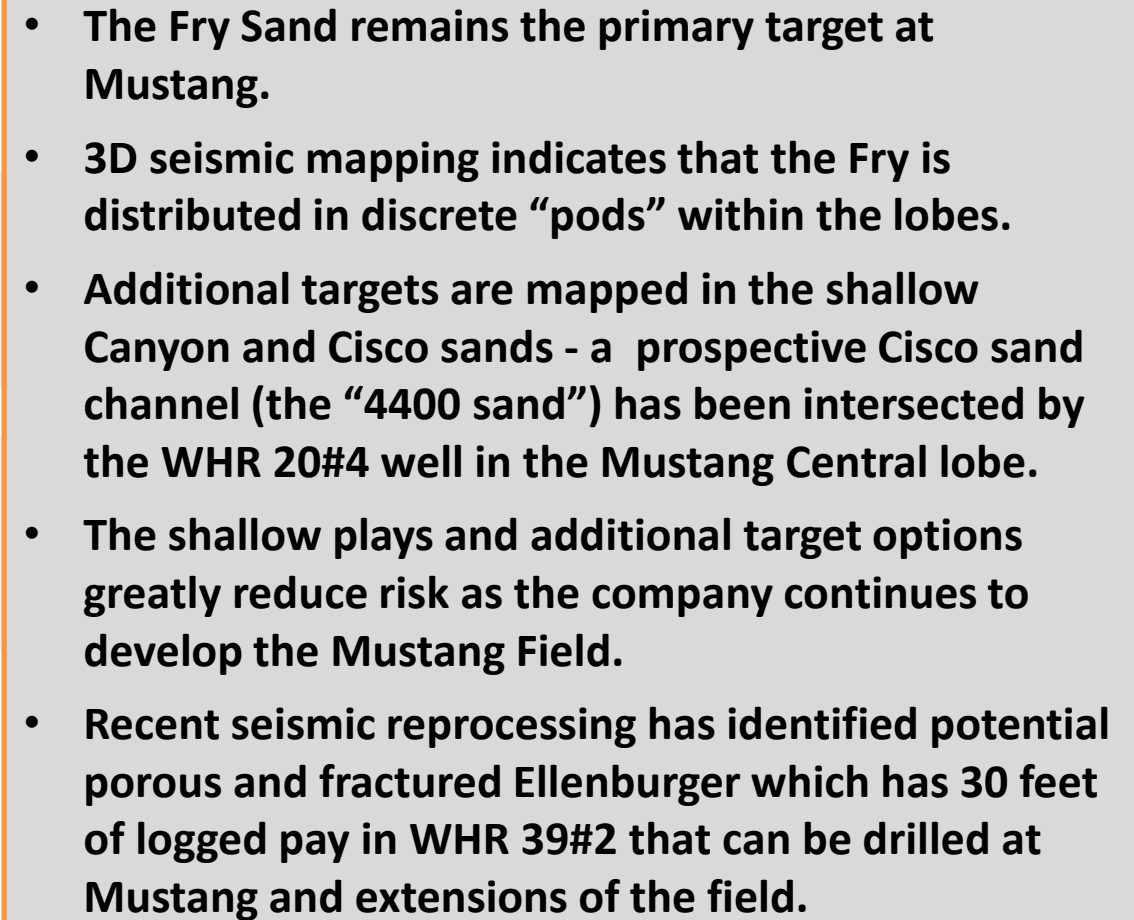 • The Fry Sand remains the primary target at
Mustang.
• 3D seismic mapping indicates that the Fry is
distributed in discrete “pods” within the lobes.
• Additional targets are mapped in the shallow
Canyon and Cisco sands - a  prospective Cisco sand
channel (the “4400 sand”) has been intersected by
the WHR 20#4 well in the Mustang Central lobe.
• The shallow plays and additional target options
greatly reduce risk as the company continues to
develop the Mustang Field.
• Recent seismic reprocessing has identified potential
porous and fractured Ellenburger which has 30 feet
of logged pay in WHR 39#2 that can be drilled at
Mustang and extensions of the field.